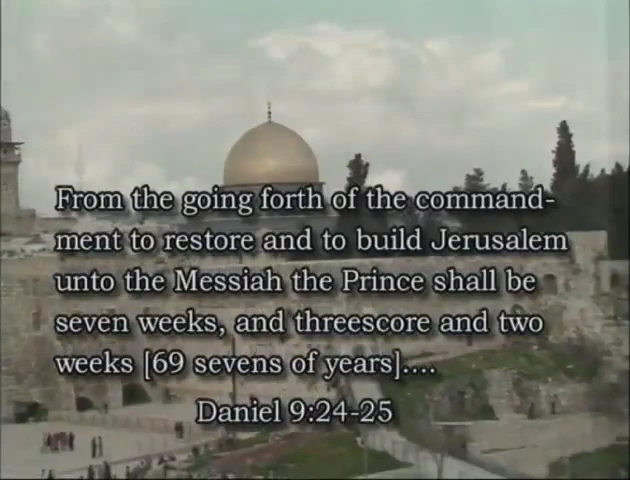 From the going forth of the command-
ment to restore and to build Jerusalem
unto the Messiah the Prince shall be
seven weeks, and threescore and two
weeks [69 sevens of years]....
Daniel 9:24-25